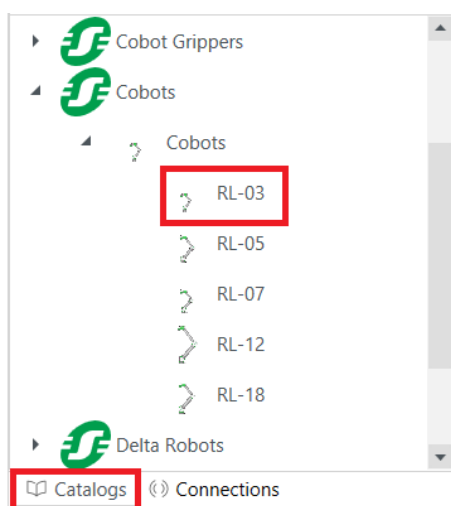 Cobot Grippers
Cobots
Cobots
RL-03
RL-05
RL-07
RL-12
RL-18
Delta Robots
Catalogs Connections